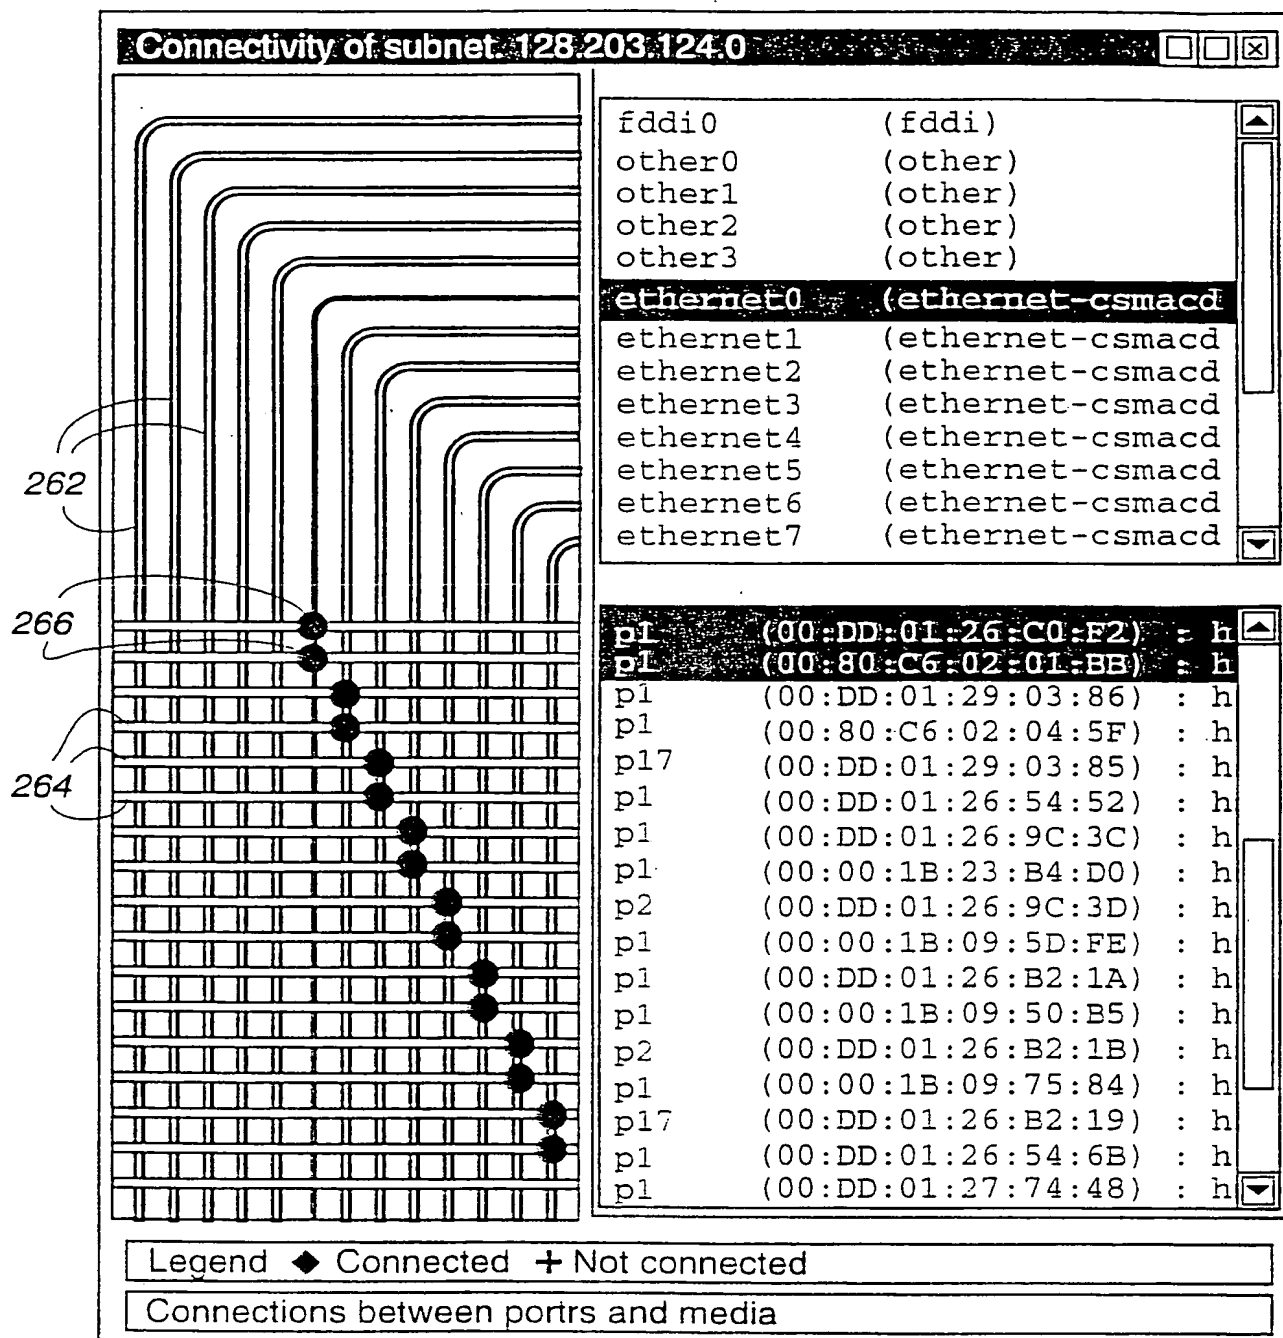 Connectivity of subnet. 128.203.124.0
fddi0 (fddi)
other0 (other)
other1 (other)
other2 (other)
other3 (other)
ethernet0 (ethernet-csmacd
ethernet1 (ethernet-csmacd
ethernet2 (ethernet-csmacd
ethernet3 (ethernet-csmacd
ethernet4 (ethernet-csmacd
ethernet5 (ethernet-csmacd
ethernet6 (ethernet-csmacd
ethernet7 (ethernet-csmacd
262
266
264
p1 (00:DD:01:26:C0:F2) : h
p1 (00:80:C6:02:01:BB) : h
p1 (00:DD:01:29:03:86) : h
p1 (00:80:C6:02:04:5F) : h
p17 (00:DD:01:29:03:85) : h
p1 (00:DD:01:26:54:52) : h
p1 (00:DD:01:26:9C:3C) : h
p1 (00:00:1B:23:B4:D0) : h
p2 (00:DD:01:26:9C:3D) : h
p1 (00:00:1B:09:5D:FE) : h
p1 (00:DD:01:26:B2:1A) : h
p1 (00:00:1B:09:50:B5) : h
p2 (00:DD:01:26:B2:1B) : h
p1 (00:00:1B:09:75:84) : h
p17 (00:DD:01:26:B2:19) : h
p1 (00:DD:01:26:54:6B) : h
p1 (00:DD:01:27:74:48) : h
Legend ◆ Connected + Not connected
Connections between portrs and media